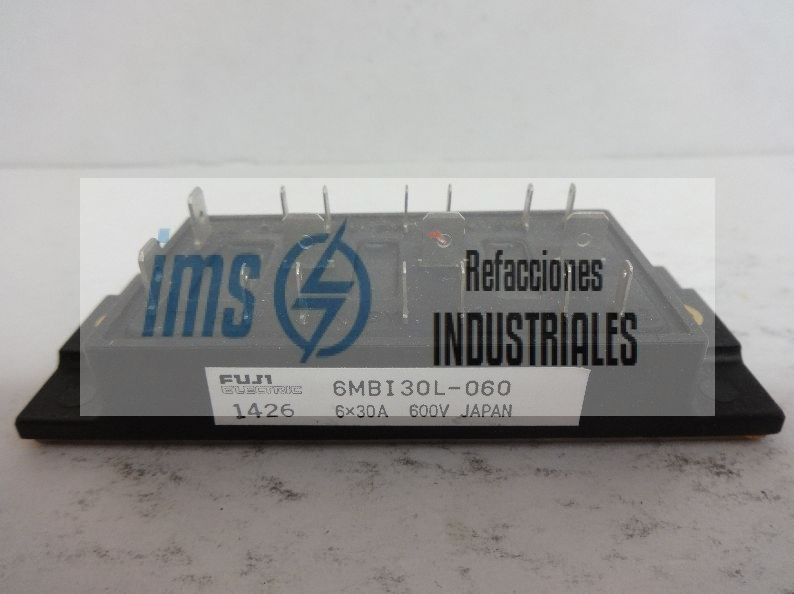 ims
Refacciones
INDUSTRIALES
FUJI
ELECTRIC
6MBI30L-060
1426
6×30A 600V JAPAN